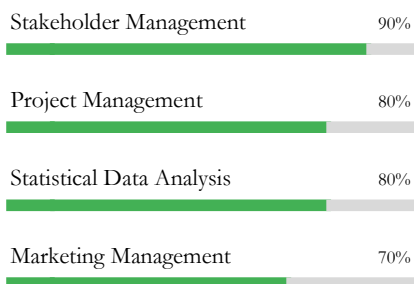 Stakeholder Management 90%
Project Management 80%
Statistical Data Analysis 80%
Marketing Management 70%